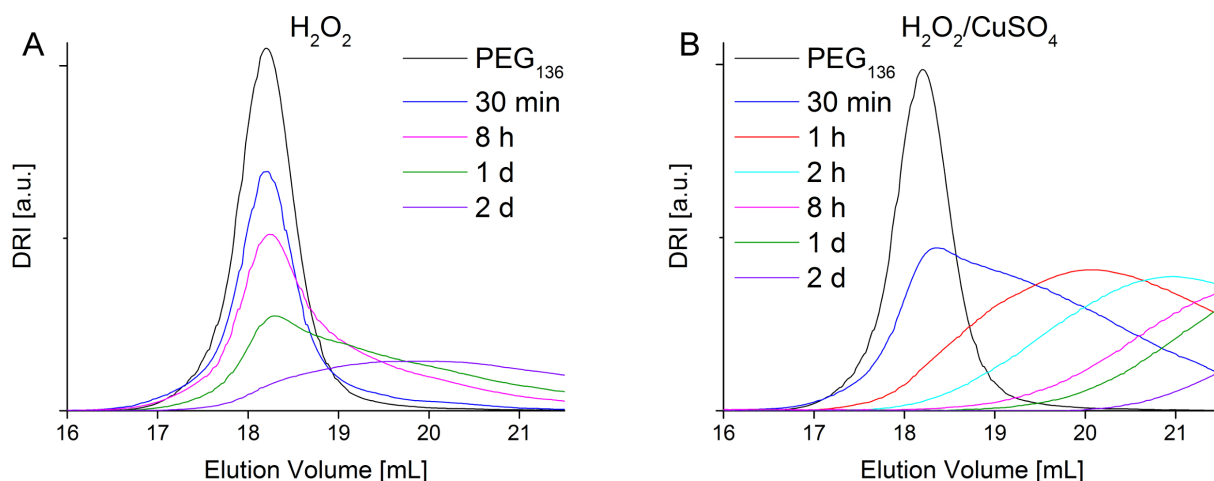 A
H₂O₂
PEG₁₃₆
30 min
8 h
1 d
2 d
DRI [a.u.]
16 17 18 19 20 21
Elution Volume [mL]
B
H₂O₂/CuSO₄
PEG₁₃₆
30 min
1 h
2 h
8 h
1 d
2 d
DRI [a.u.]
16 17 18 19 20 21
Elution Volume [mL]